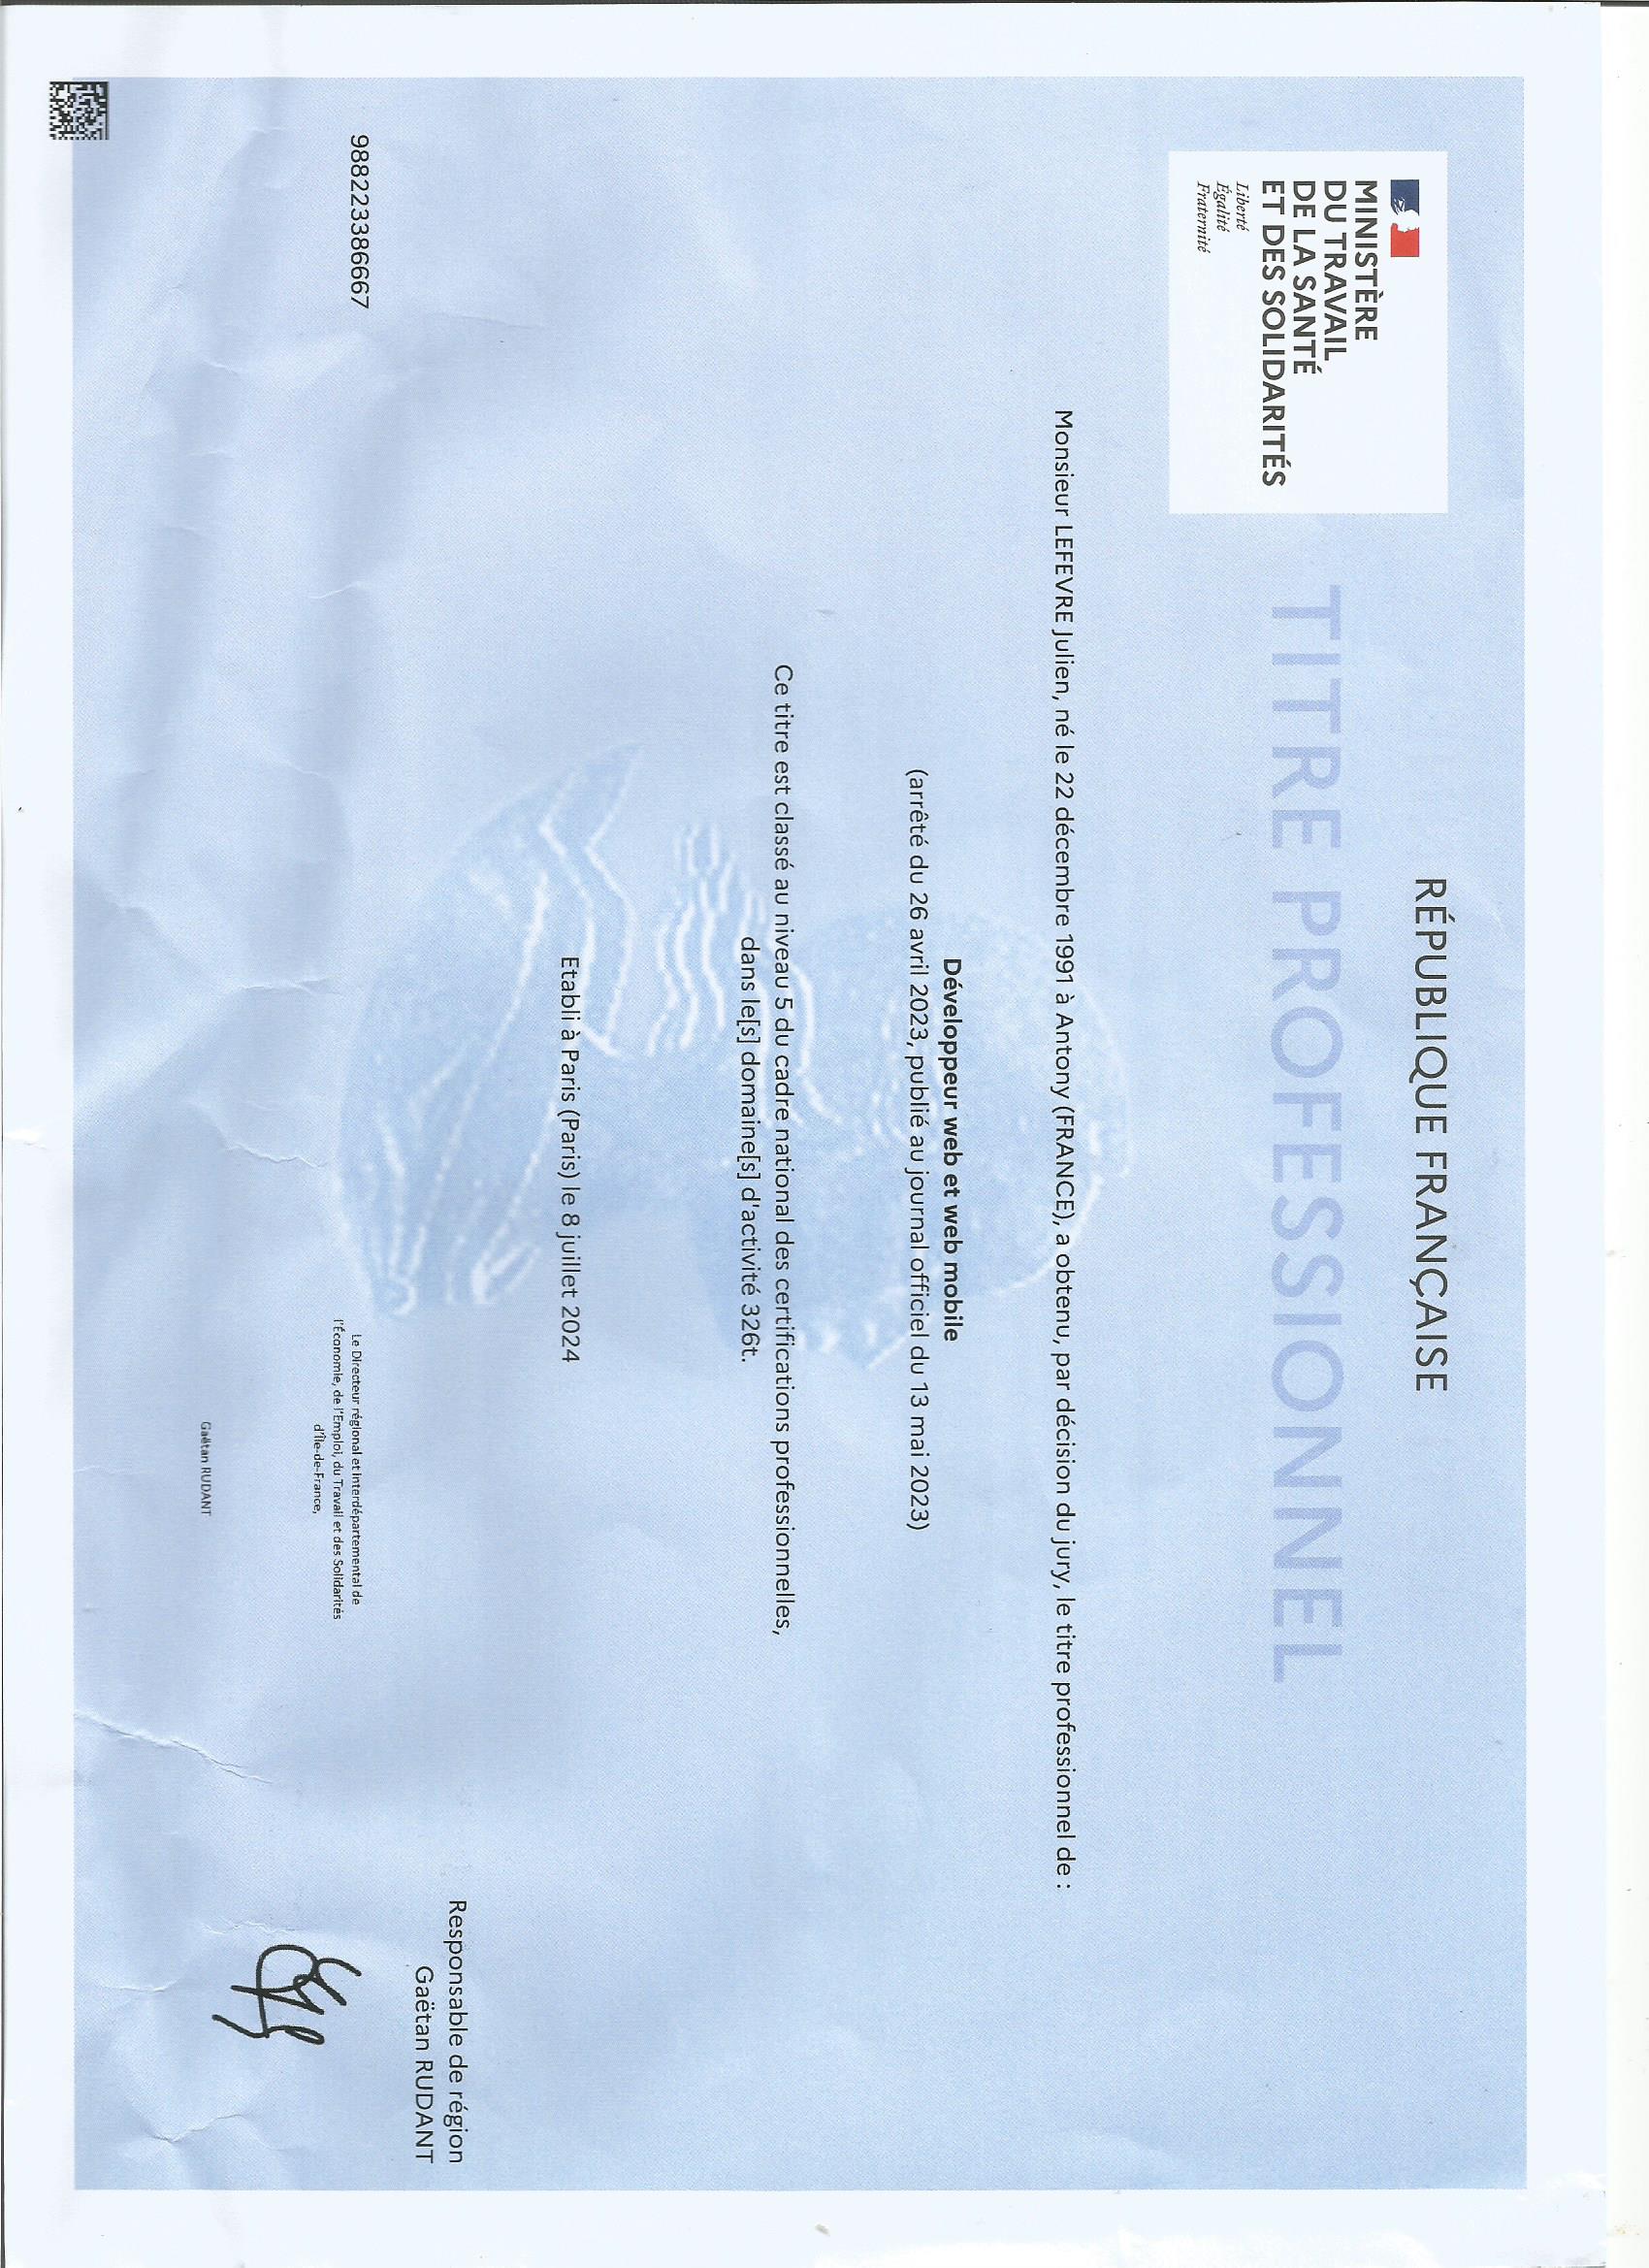 RÉPUBLIQUE FRANÇAISE
MINISTÈRE
DU TRAVAIL
DE LA SANTÉ
ET DES SOLIDARITÉS
Liberté
Égalité
Fraternité
TITRE PROFESSIONNEL
Monsieur LEFEVRE Julien, né le 22 décembre 1991 à Antony (FRANCE), a obtenu, par décision du jury, le titre professionnel de :
Développeur web et web mobile
(arrêté du 26 avril 2023, publié au journal officiel du 13 mai 2023)
Ce titre est classé au niveau 5 du cadre national des certifications professionnelles,
dans le[s] domaine[s] d'activité 326t.
Etabli à Paris (Paris) le 8 juillet 2024
Responsable de région
Gaëtan RUDANT
988223386667
Le Directeur régional et interdépartemental de
l'Économie, de l'Emploi, du Travail et des Solidarités
d'Île-de-France,
Gaëtan RUDANT